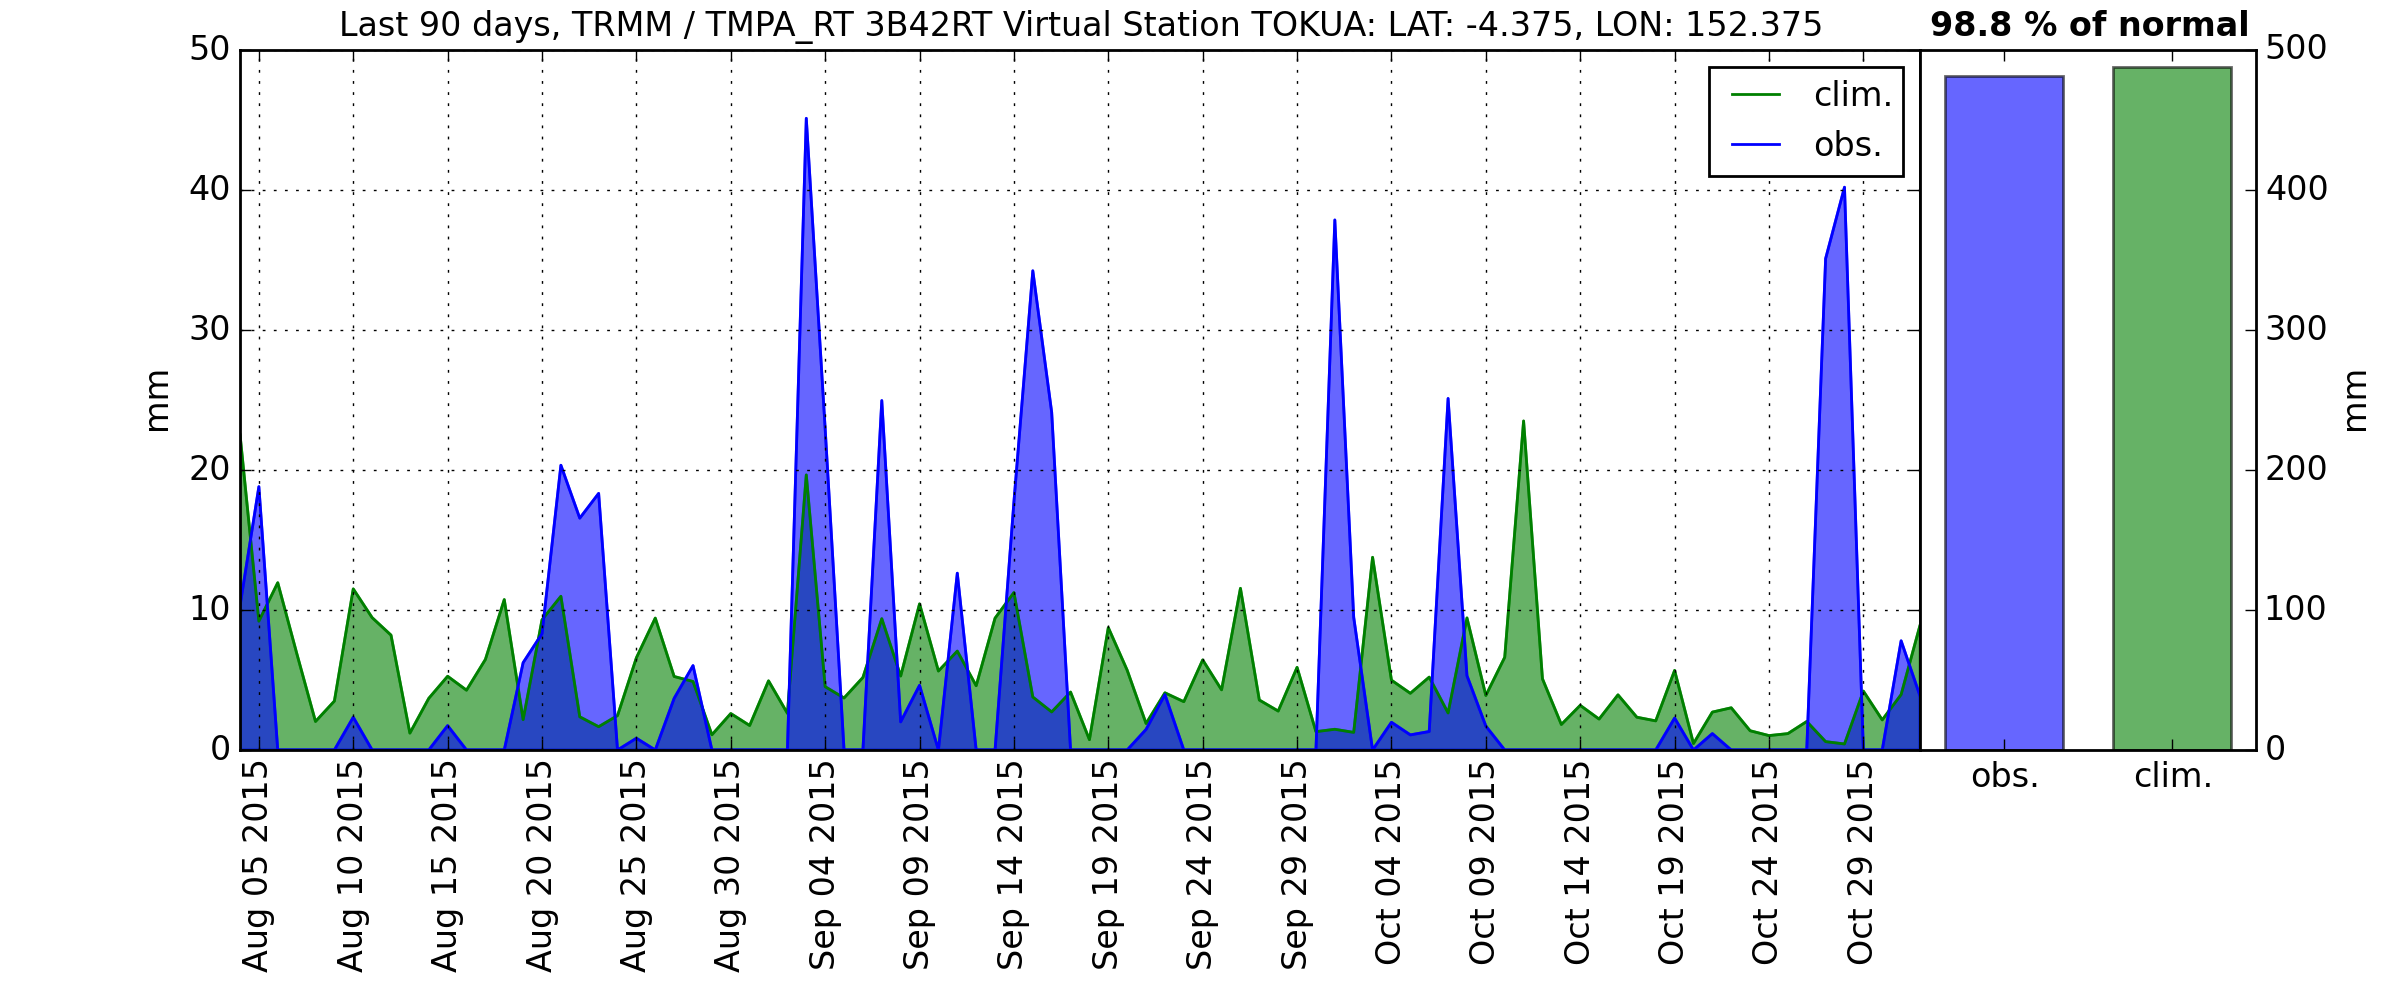 Last 90 days, TRMM / TMPA_RT 3B42RT Virtual Station TOKUA: LAT: -4.375, LON: 152.375
98.8 % of normal
50
40
30
20
10
0
mm
clim.
obs.
Aug 05 2015
Aug 10 2015
Aug 15 2015
Aug 20 2015
Aug 25 2015
Aug 30 2015
Sep 04 2015
Sep 09 2015
Sep 14 2015
Sep 19 2015
Sep 24 2015
Sep 29 2015
Oct 04 2015
Oct 09 2015
Oct 14 2015
Oct 19 2015
Oct 24 2015
Oct 29 2015
obs.
clim.
500
400
300
200
100
0
mm